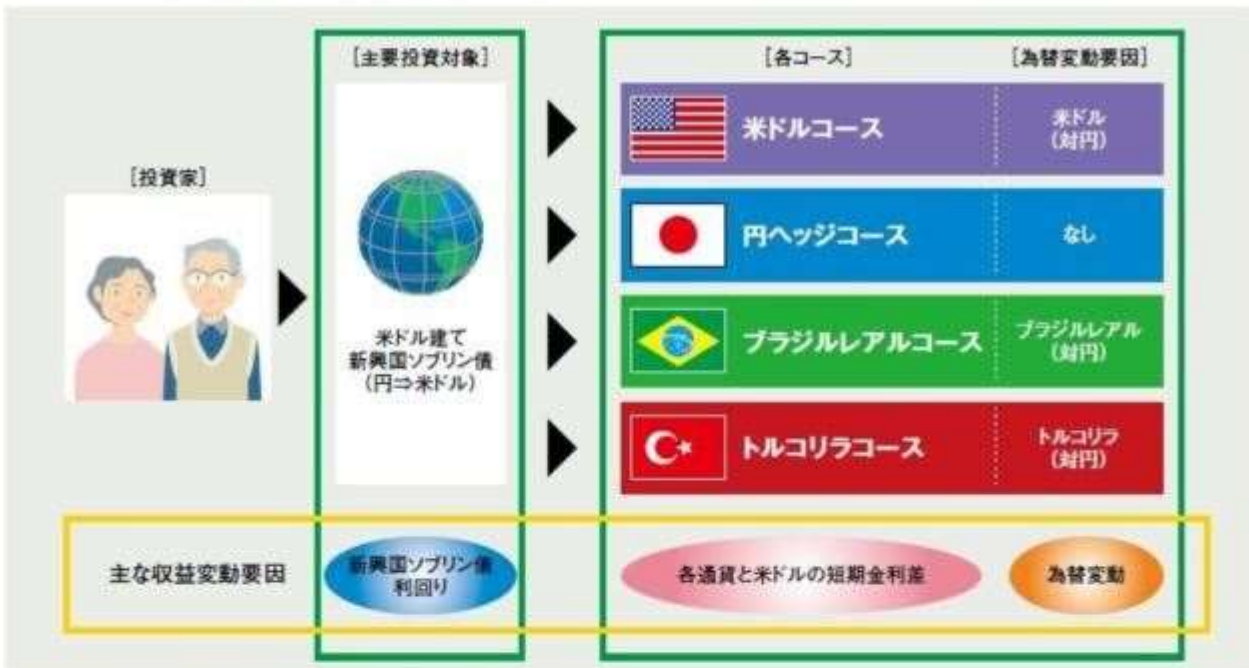 [投資家]
[主要投資対象]
米ドル建て
新興国ソブリン債
(円⇒米ドル)
[各コース]
[為替変動要因]
米ドルコース
米ドル
(対円)
円ヘッジコース
なし
ブラジルレアルコース
ブラジルレアル
(対円)
トルコリラコース
トルコリラ
(対円)
主な収益変動要因
新興国ソブリン債
利回り
各通貨と米ドルの短期金利差
為替変動